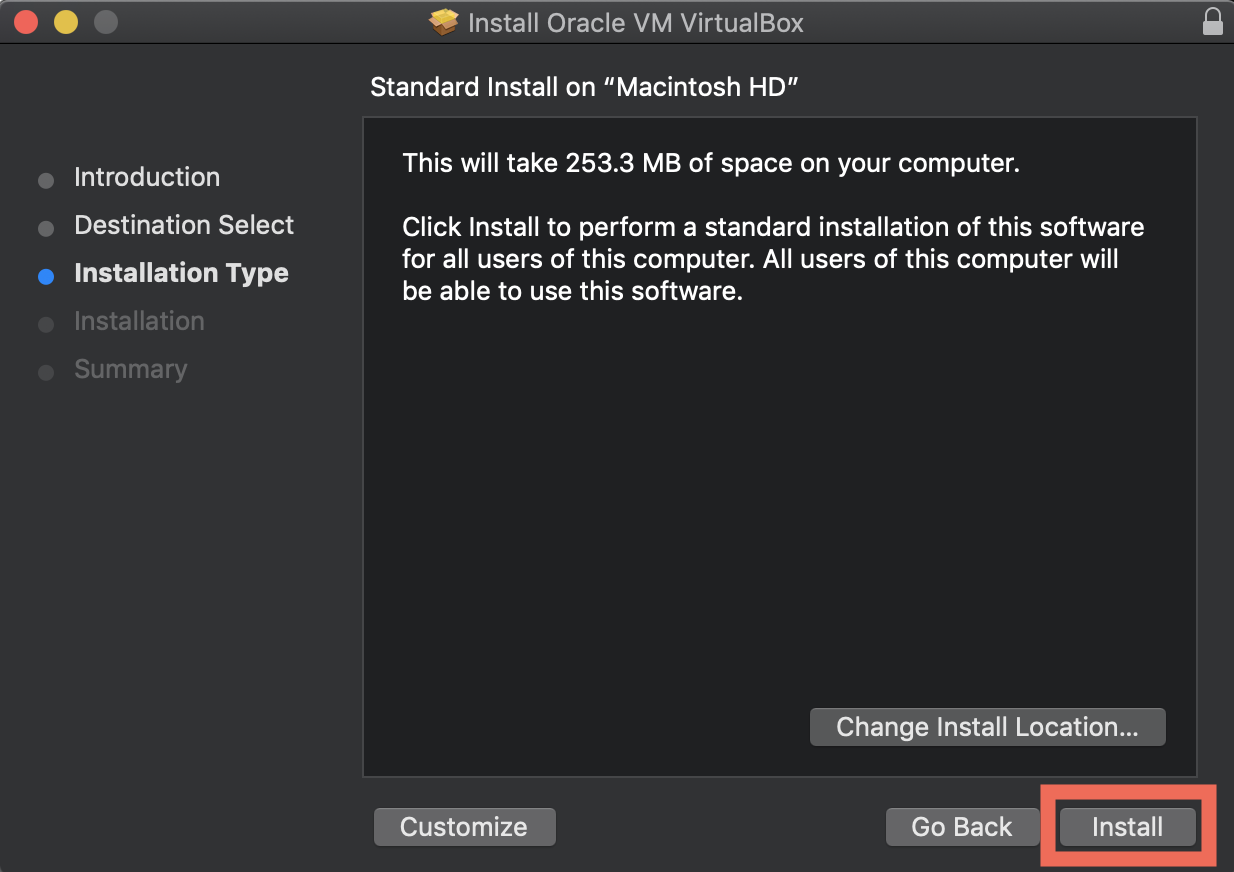 Install Oracle VM VirtualBox
Standard Install on “Macintosh HD”
Introduction
Destination Select
Installation Type
Installation
Summary
This will take 253.3 MB of space on your computer.
Click Install to perform a standard installation of this software
for all users of this computer. All users of this computer will
be able to use this software.
Change Install Location...
Customize
Go Back
Install